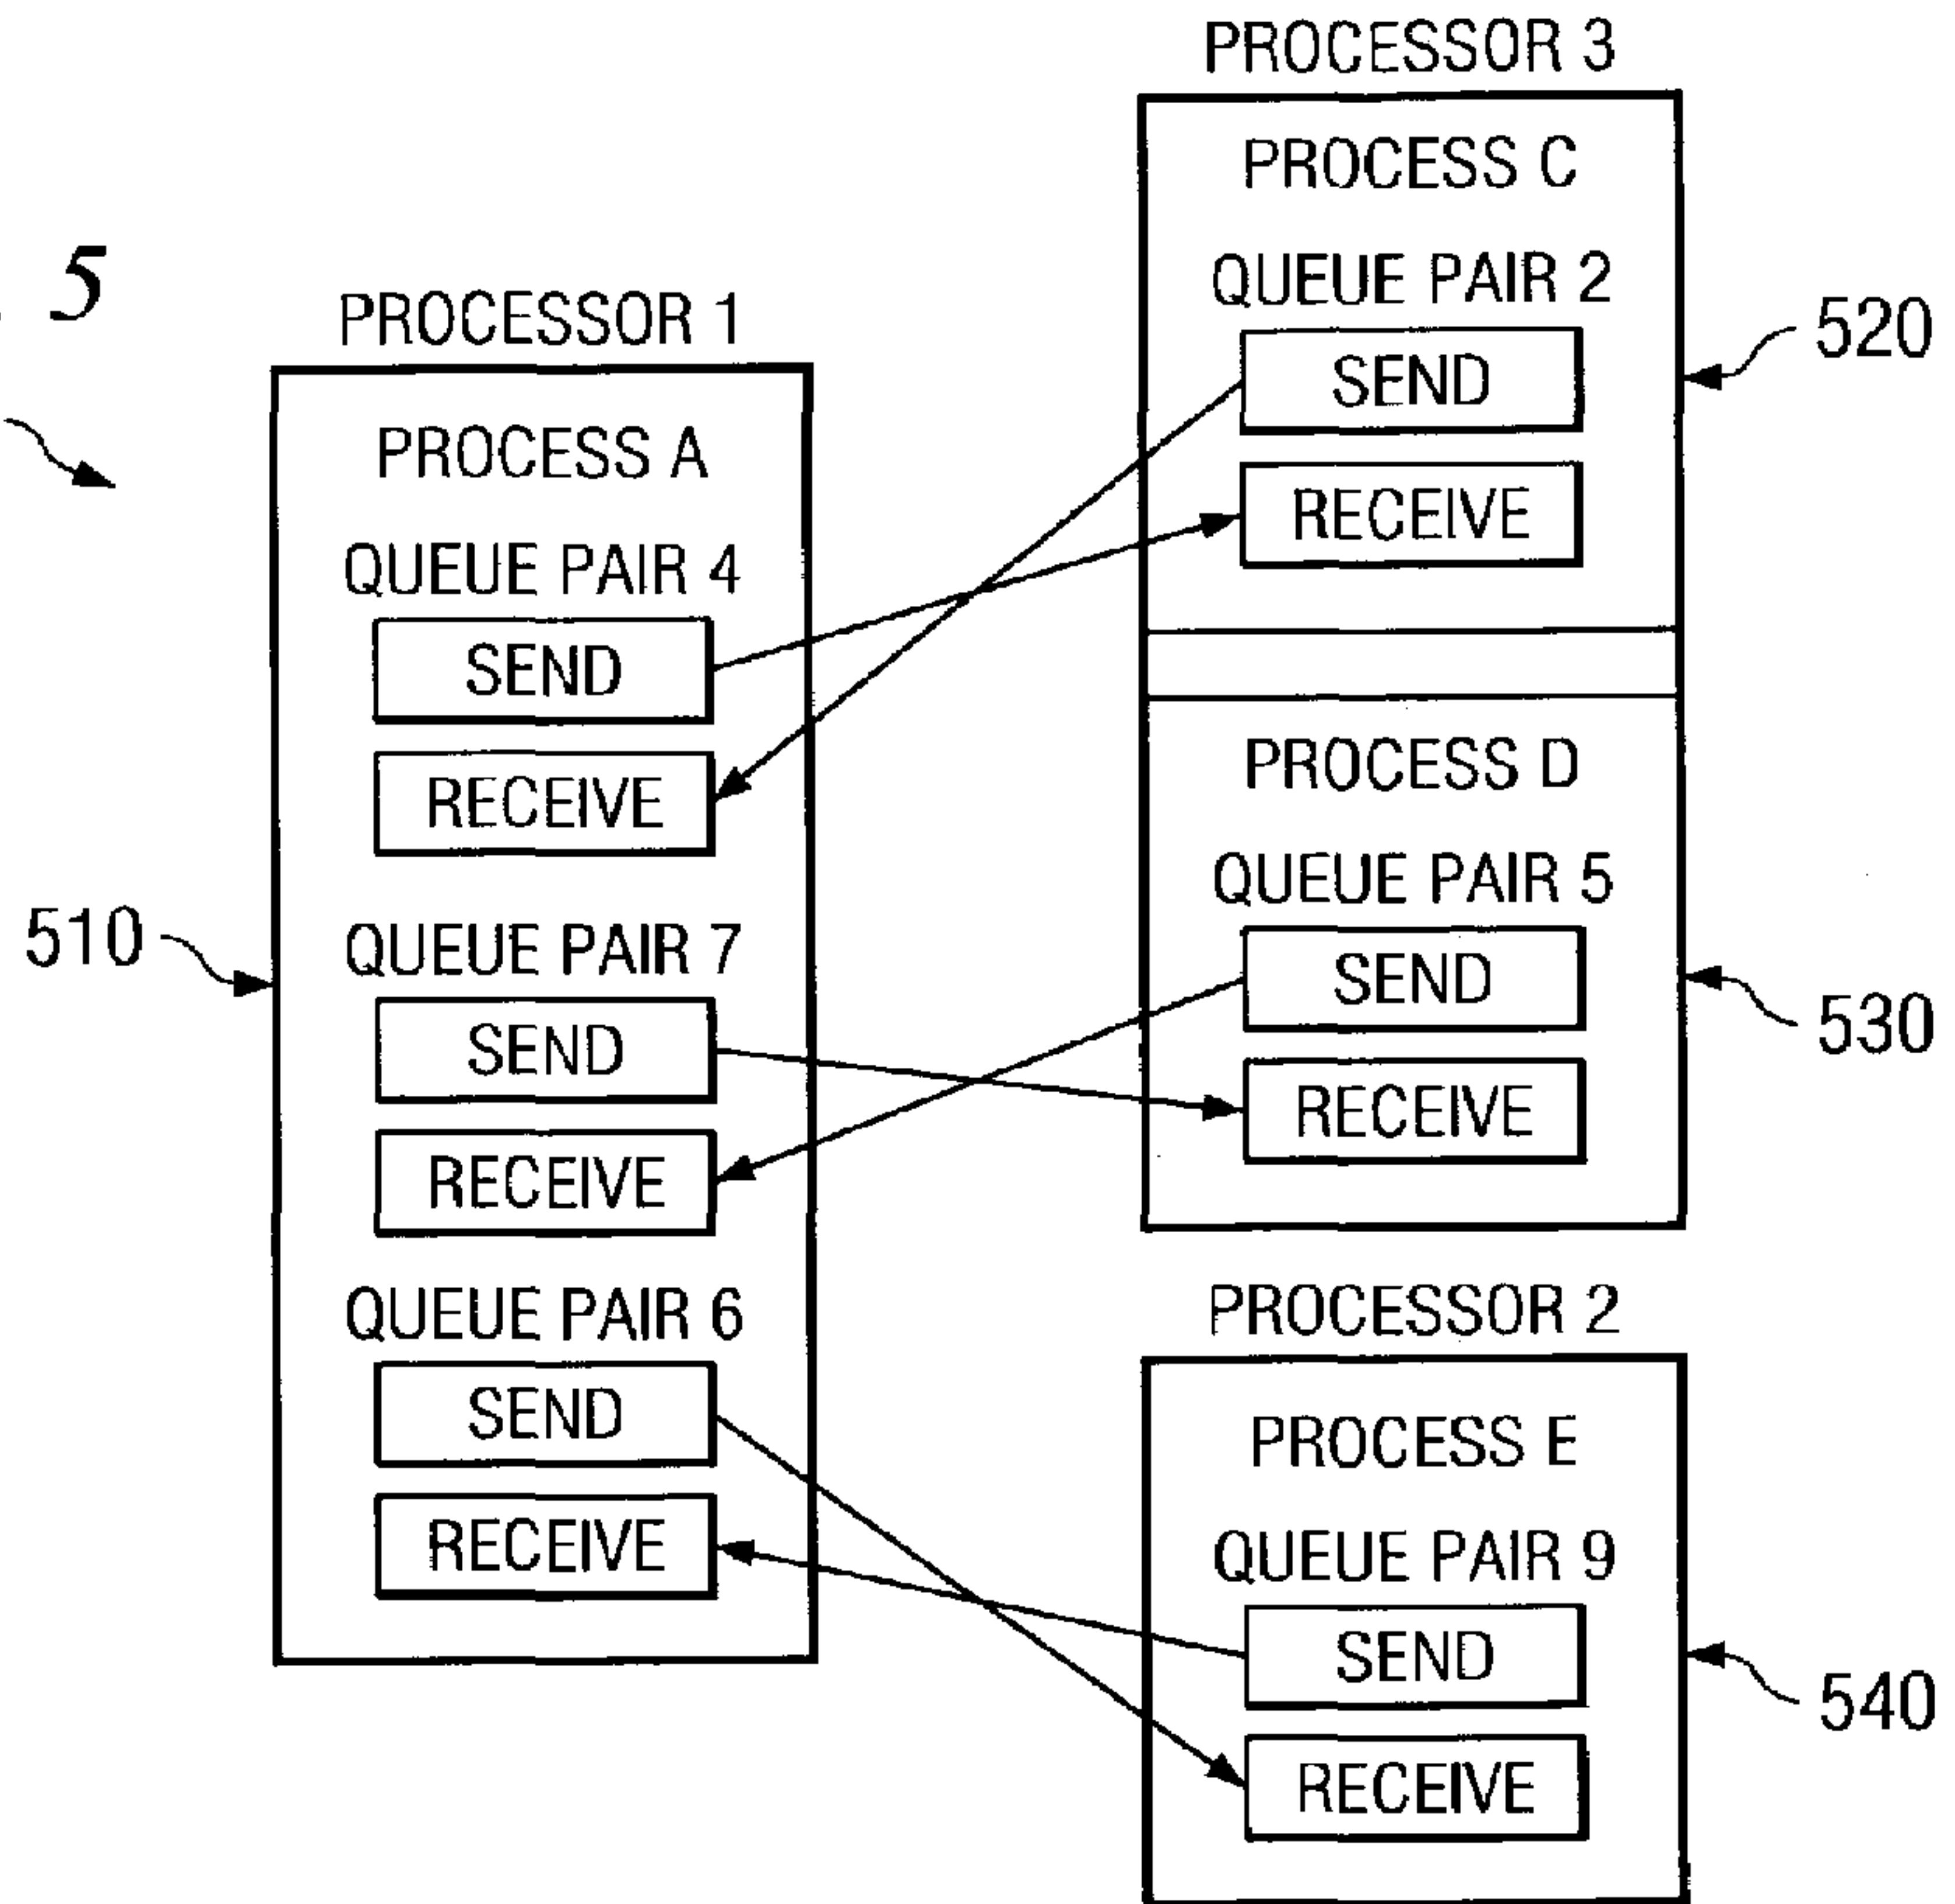 5
PROCESSOR 1
PROCESS A
QUEUE PAIR 4
SEND
RECEIVE
510
QUEUE PAIR 7
SEND
RECEIVE
QUEUE PAIR 6
SEND
RECEIVE
PROCESSOR 3
PROCESS C
QUEUE PAIR 2
SEND
RECEIVE
520
PROCESS D
QUEUE PAIR 5
SEND
RECEIVE
530
PROCESSOR 2
PROCESS E
QUEUE PAIR 9
SEND
RECEIVE
540